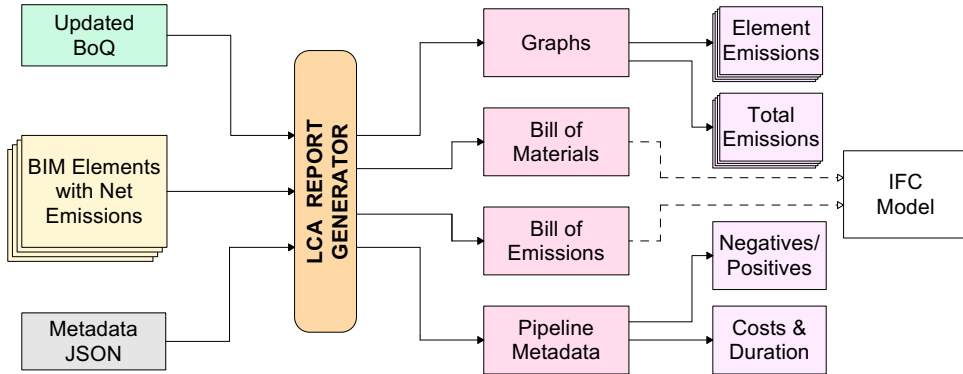 Updated
BoQ
BIM Elements
with Net
Emissions
Metadata
JSON
LCA REPORT
GENERATOR
Graphs
Bill of
Materials
Bill of
Emissions
Pipeline
Metadata
Element
Emissions
Total
Emissions
Negatives/
Positives
Costs &
Duration
IFC
Model